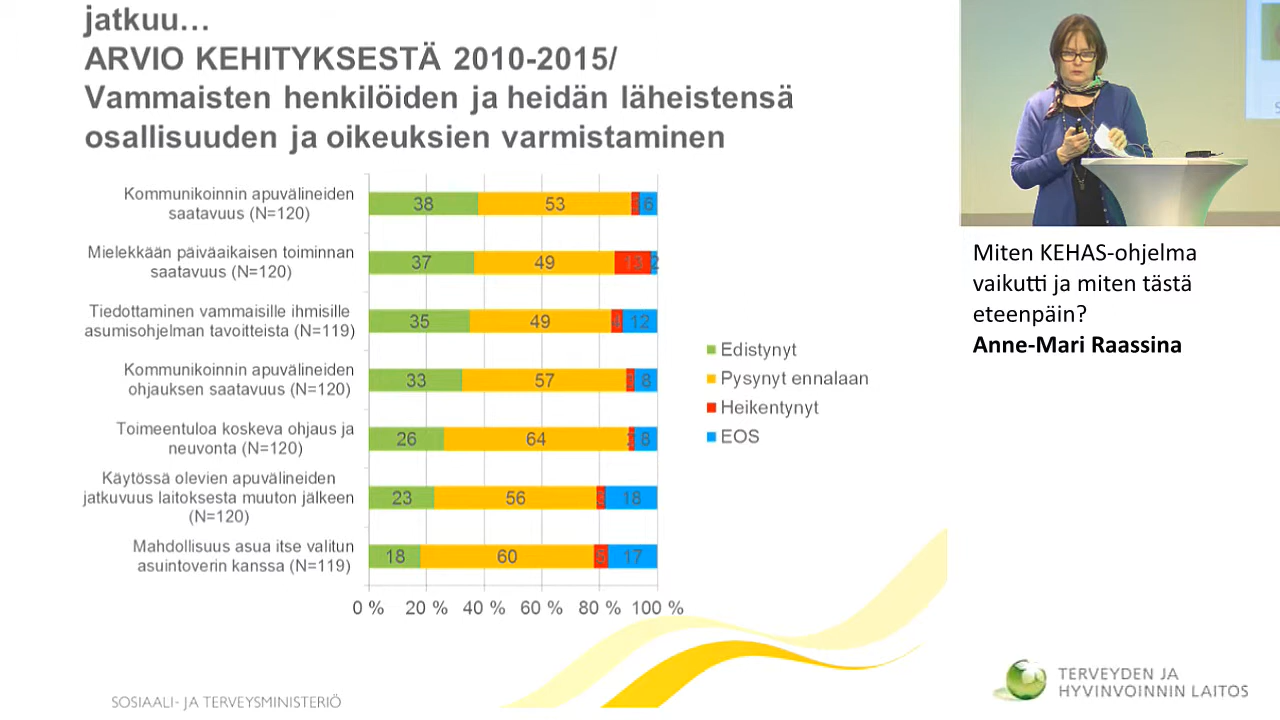 jatkuu…
ARVIO KEHITYKSESTÄ 2010-2015/
Vammaisten henkilöiden ja heidän läheistensä
osallisuuden ja oikeuksien varmistaminen
Kommunikoinnin apuvälineiden
saatavuus (N=120)
38 53 6
Mielekkään päiväaikaisen toiminnan
saatavuus (N=120)
37 49 13 2
Tiedottaminen vammaisille ihmisille
asumisohjelman tavoitteista (N=119)
35 49 4 12
Kommunikoinnin apuvälineiden
ohjauksen saatavuus (N=120)
33 57 8
Toimeentuloa koskeva ohjaus ja
neuvonta (N=120)
26 64 8
Käytössä olevien apuvälineiden
jatkuvuus laitoksesta muuton jälkeen
(N=120)
23 56 18
Mahdollisuus asua itse valitun
asuintoverin kanssa (N=119)
18 60 5 17
0 % 20 % 40 % 60 % 80 % 100 %
Edistynyt
Pysynyt ennalaan
Heikentynyt
EOS
SOSIAALI- JA TERVEYSMINISTERIÖ
Miten KEHAS-ohjelma
vaikutti ja miten tästä
eteenpäin?
Anne-Mari Raassina
TERVEYDEN JA
HYVINVOINNIN LAITOS